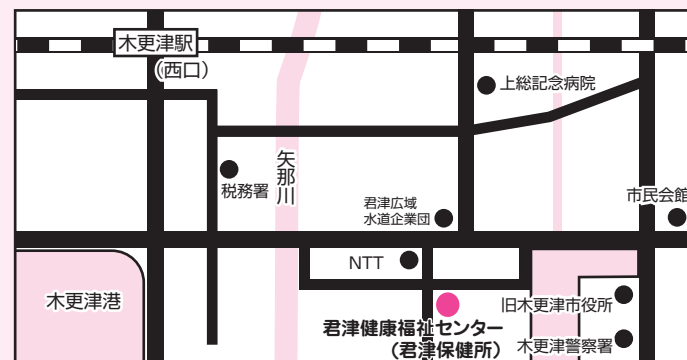 木更津駅
（西口）
上総記念病院
矢那川
税務署
市民会館
君津広域
水道企業団
NTT
木更津港
旧木更津市役所
君津健康福祉センター
（君津保健所）
木更津警察署